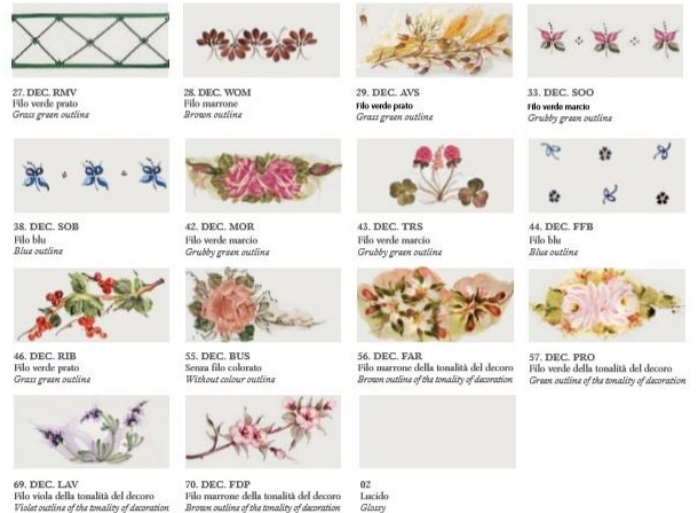 27. DEC. RMV
Filo verde prato
Grass green outline
28. DEC. WOM
Filo marrone
Brown outline
29. DEC. AVS
Filo verde prato
Grass green outline
33. DEC. SOO
Filo verde marcio
Grubby green outline
38. DEC. SOB
Filo blu
Blue outline
42. DEC. MOR
Filo verde marcio
Grubby green outline
43. DEC. TRS
Filo verde marcio
Grubby green outline
44. DEC. FFB
Filo blu
Blue outline
46. DEC. RIB
Filo verde prato
Grass green outline
55. DEC. BUS
Senza filo colorato
Without colour outline
56. DEC. FAR
Filo marrone della tonalità del decoro
Brown outline of the tonality of decoration
57. DEC. PRO
Filo verde della tonalità del decoro
Green outline of the tonality of decoration
69. DEC. LAV
Filo viola della tonalità del decoro
Violet outline of the tonality of decoration
70. DEC. FDP
Filo marrone della tonalità del decoro
Brown outline of the tonality of decoration
02
Lucido
Glossy